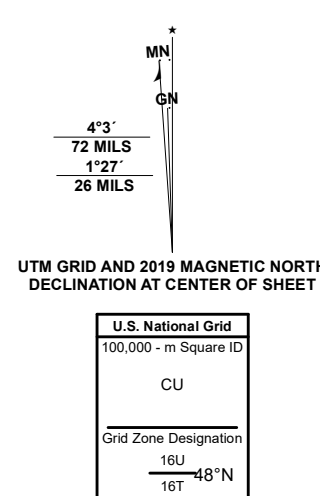 ★
MN
GN
4°3´
72 MILS
1°27´
26 MILS
UTM GRID AND 2019 MAGNETIC NORTH
DECLINATION AT CENTER OF SHEET
U.S. National Grid
100,000 - m Square ID
CU
Grid Zone Designation
16U
48°N
16T